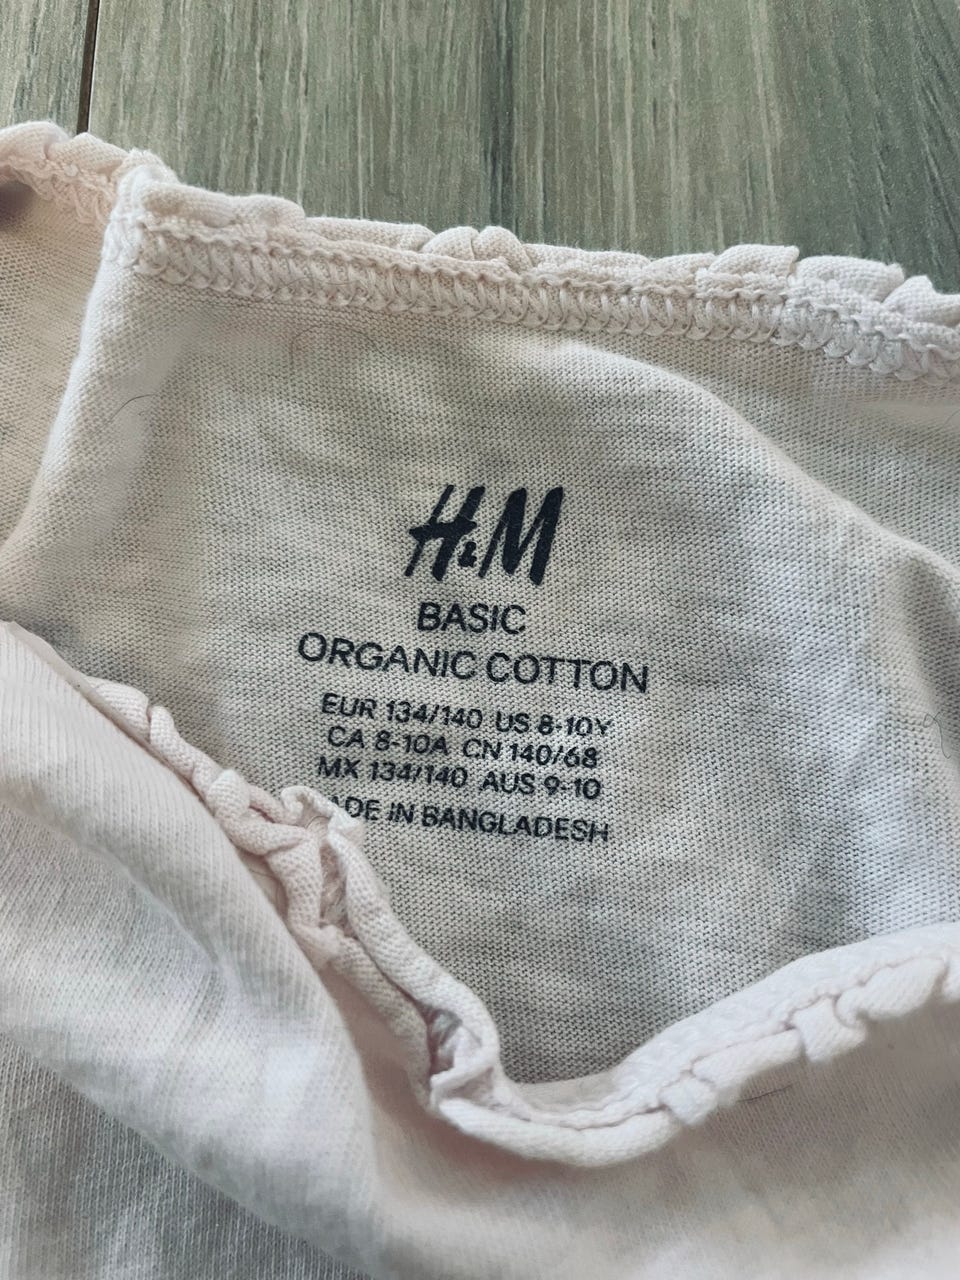 H&M
BASIC
ORGANIC COTTON
EUR 134/140 US 8-10Y
CA 8-10A CN 140/68
MX 134/140 AUS 9-10
ADE IN BANGLADESH